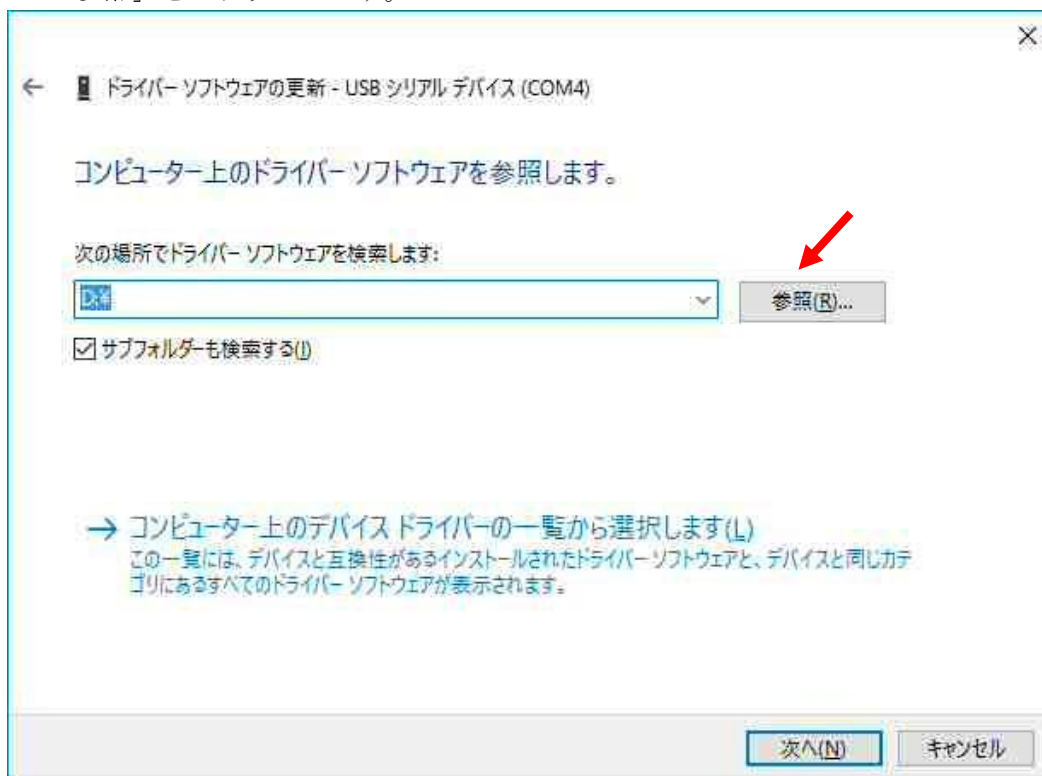 ドライバー ソフトウェアの更新 - USB シリアル デバイス (COM4)
コンピューター上のドライバー ソフトウェアを参照します。
次の場所でドライバー ソフトウェアを検索します:
D:¥
参照(R)...
サブフォルダーも検索する(I)
コンピューター上のデバイス ドライバーの一覧から選択します(L)
この一覧には、デバイスと互換性があるインストールされたドライバー ソフトウェアと、デバイスと同じカテ
ゴリにあるすべてのドライバー ソフトウェアが表示されます。
次へ(N)
キャンセル